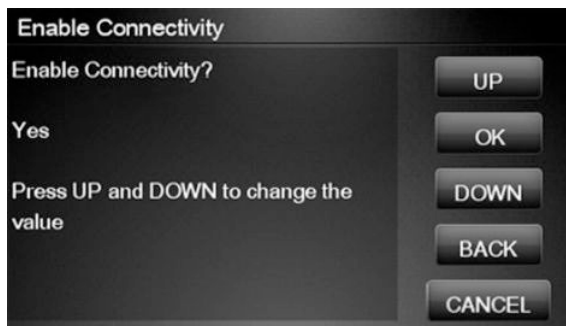 Enable Connectivity
Enable Connectivity?
Yes
Press UP and DOWN to change the
value
UP
OK
DOWN
BACK
CANCEL